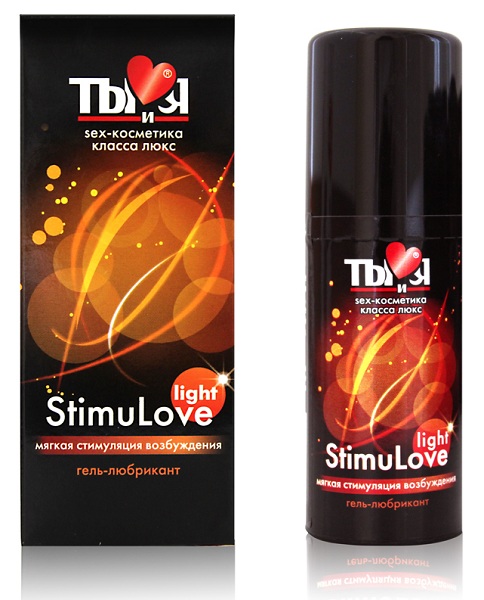 ТЫ и Я ®
sex-косметика
класса люкс
light
StimuLove
мягкая стимуляция возбуждения
гель-любрикант
ТЫ и Я
sex-косметика
класса люкс
light
StimuLove
мягкая стимуляция возбуждения
гель-любрикант